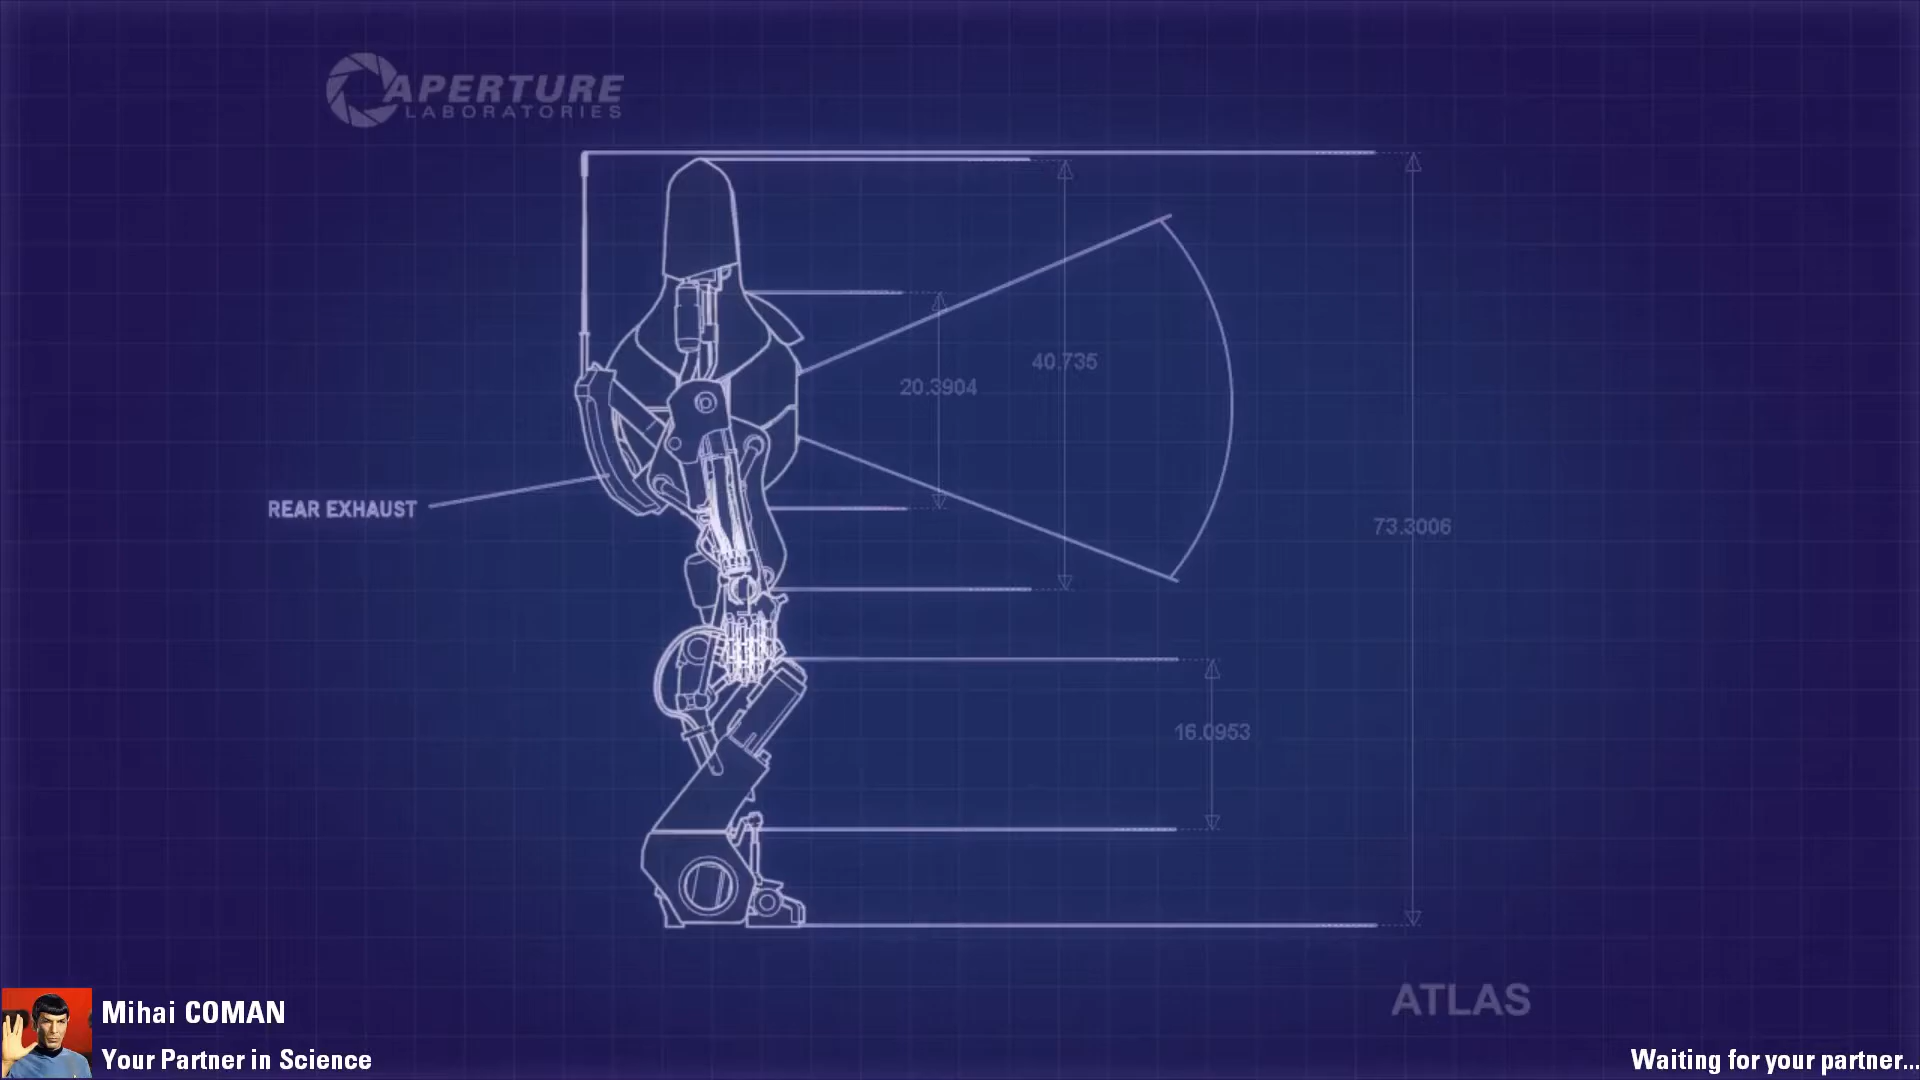 APERTURE
LABORATORIES
40.735
20.3904
REAR EXHAUST
73.3006
16.0953
ATLAS
Mihai COMAN
Your Partner in Science
Waiting for your partner...